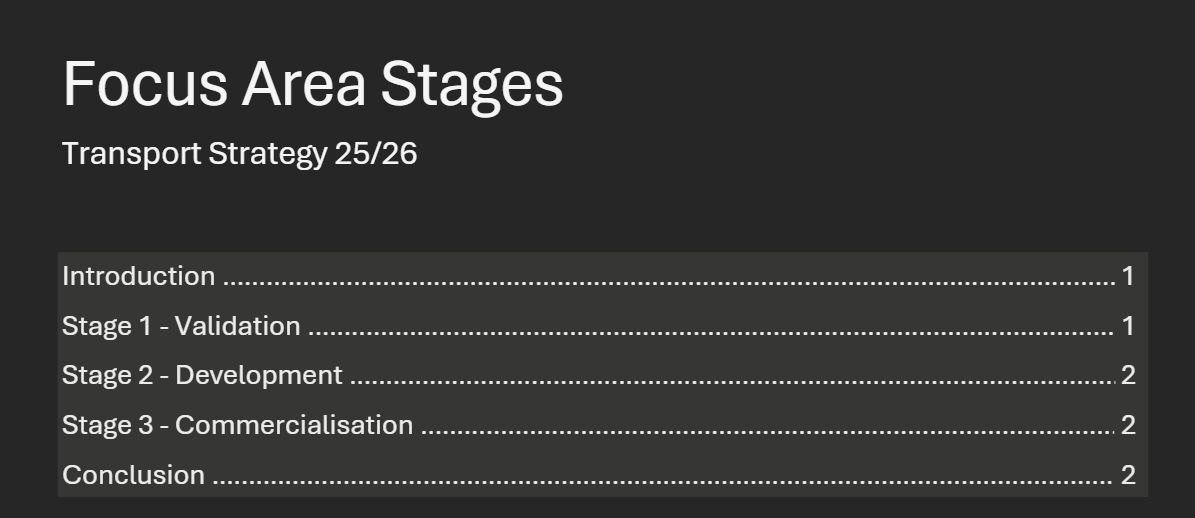 Focus Area Stages
Transport Strategy 25/26
Introduction ........................................................................................................ 1
Stage 1 - Validation ........................................................................................................ 1
Stage 2 - Development ........................................................................................................ 2
Stage 3 - Commercialisation ........................................................................................................ 2
Conclusion ........................................................................................................ 2